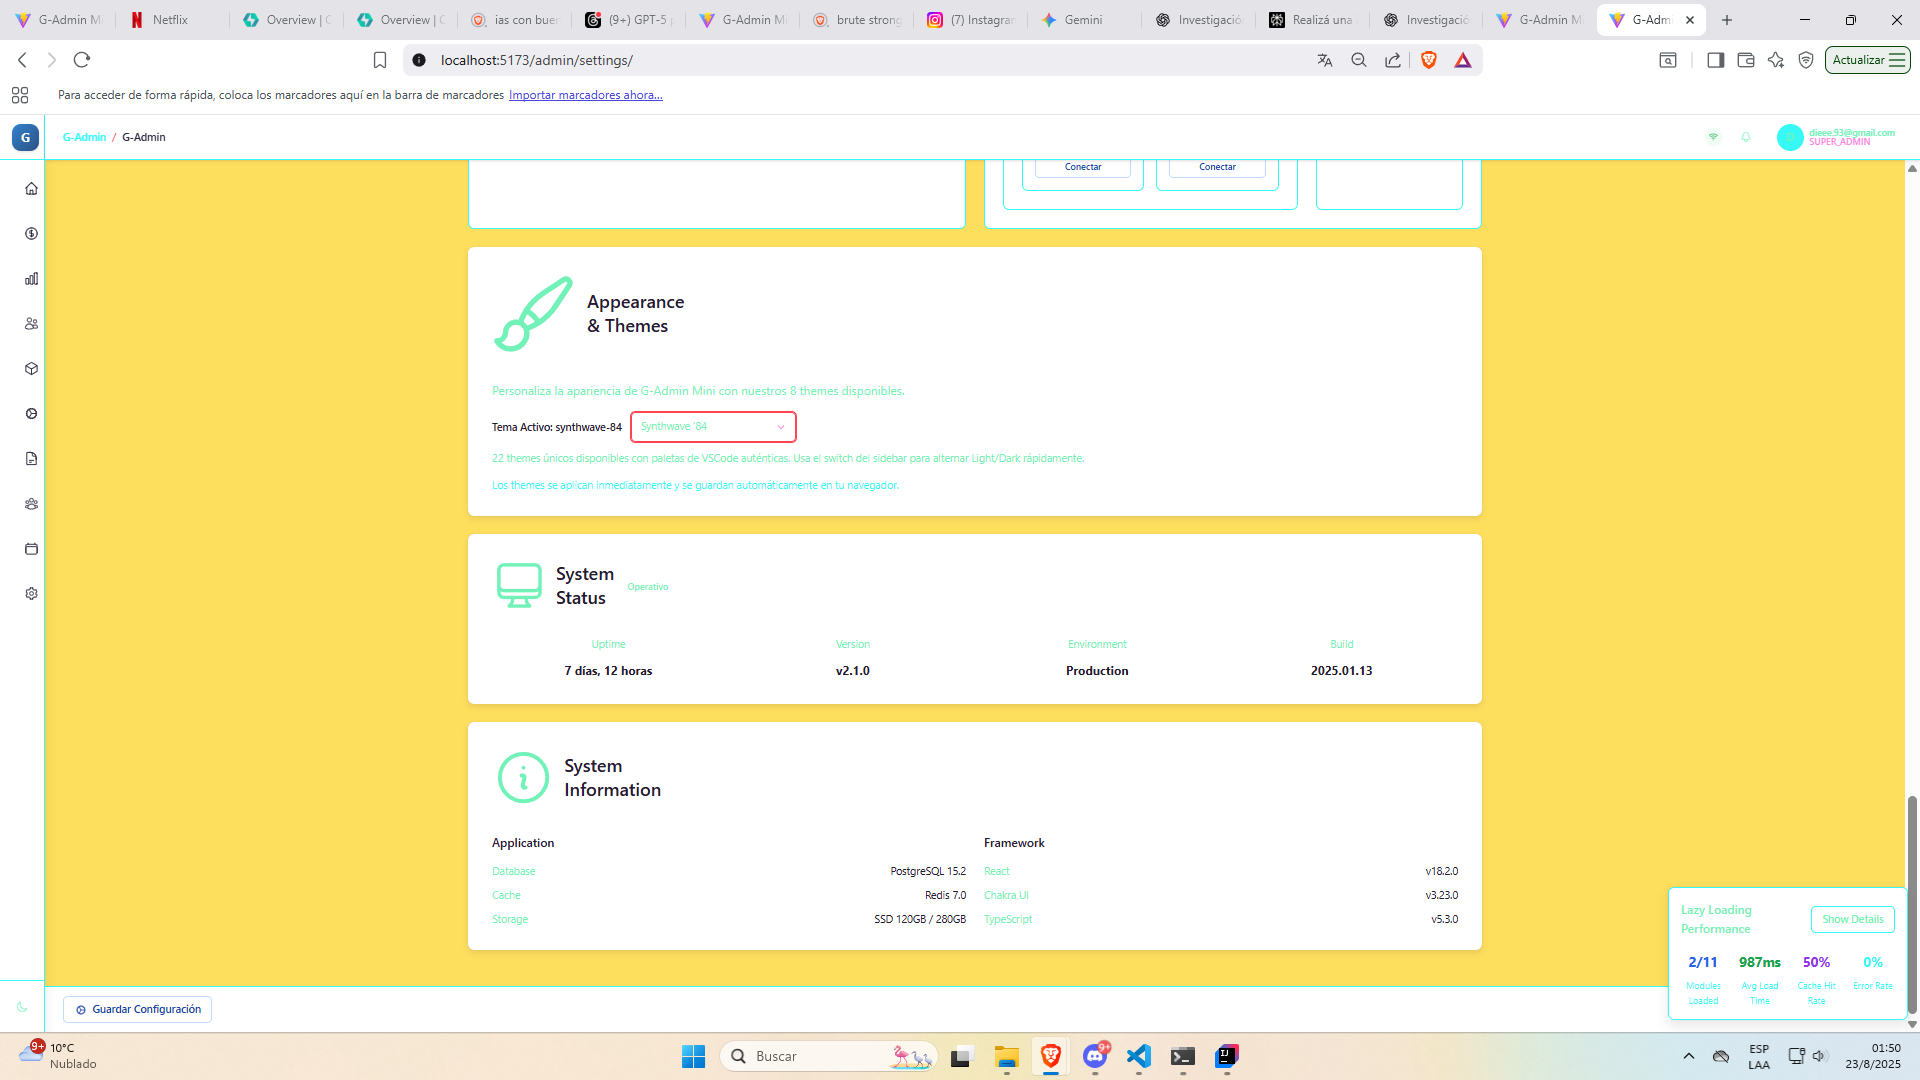 G-Admin Mi
Netflix
Overview | C
Overview | C
ias con buen
(9+) GPT-5 p
G-Admin Mi
brute strong
(7) Instagram
Gemini
Investigació
Realizá una
Investigació
G-Admin Mi
G-Admi
localhost:5173/admin/settings/
Actualizar
Para acceder de forma rápida, coloca los marcadores aquí en la barra de marcadores Importar marcadores ahora...
G
G-Admin / G-Admin
dieee.93@gmail.com
SUPER_ADMIN
Conectar
Conectar
Appearance
& Themes
Personaliza la apariencia de G-Admin Mini con nuestros 8 themes disponibles.
Tema Activo: synthwave-84
Synthwave '84
22 themes únicos disponibles con paletas de VSCode auténticas. Usa el switch del sidebar para alternar Light/Dark rápidamente.
Los themes se aplican inmediatamente y se guardan automáticamente en tu navegador.
System
Status
Operativo
Uptime
Version
Environment
Build
7 días, 12 horas
v2.1.0
Production
2025.01.13
System
Information
Application
Framework
Database
PostgreSQL 15.2
React
v18.2.0
Cache
Redis 7.0
Chakra UI
v3.23.0
Storage
SSD 120GB / 280GB
TypeScript
v5.3.0
Lazy Loading
Performance
Show Details
2/11
987ms
50%
0%
Modules
Loaded
Avg Load
Time
Cache Hit
Rate
Error Rate
Guardar Configuración
9+
10°C
Nublado
Buscar
9+
ESP
LAA
01:50
23/8/2025